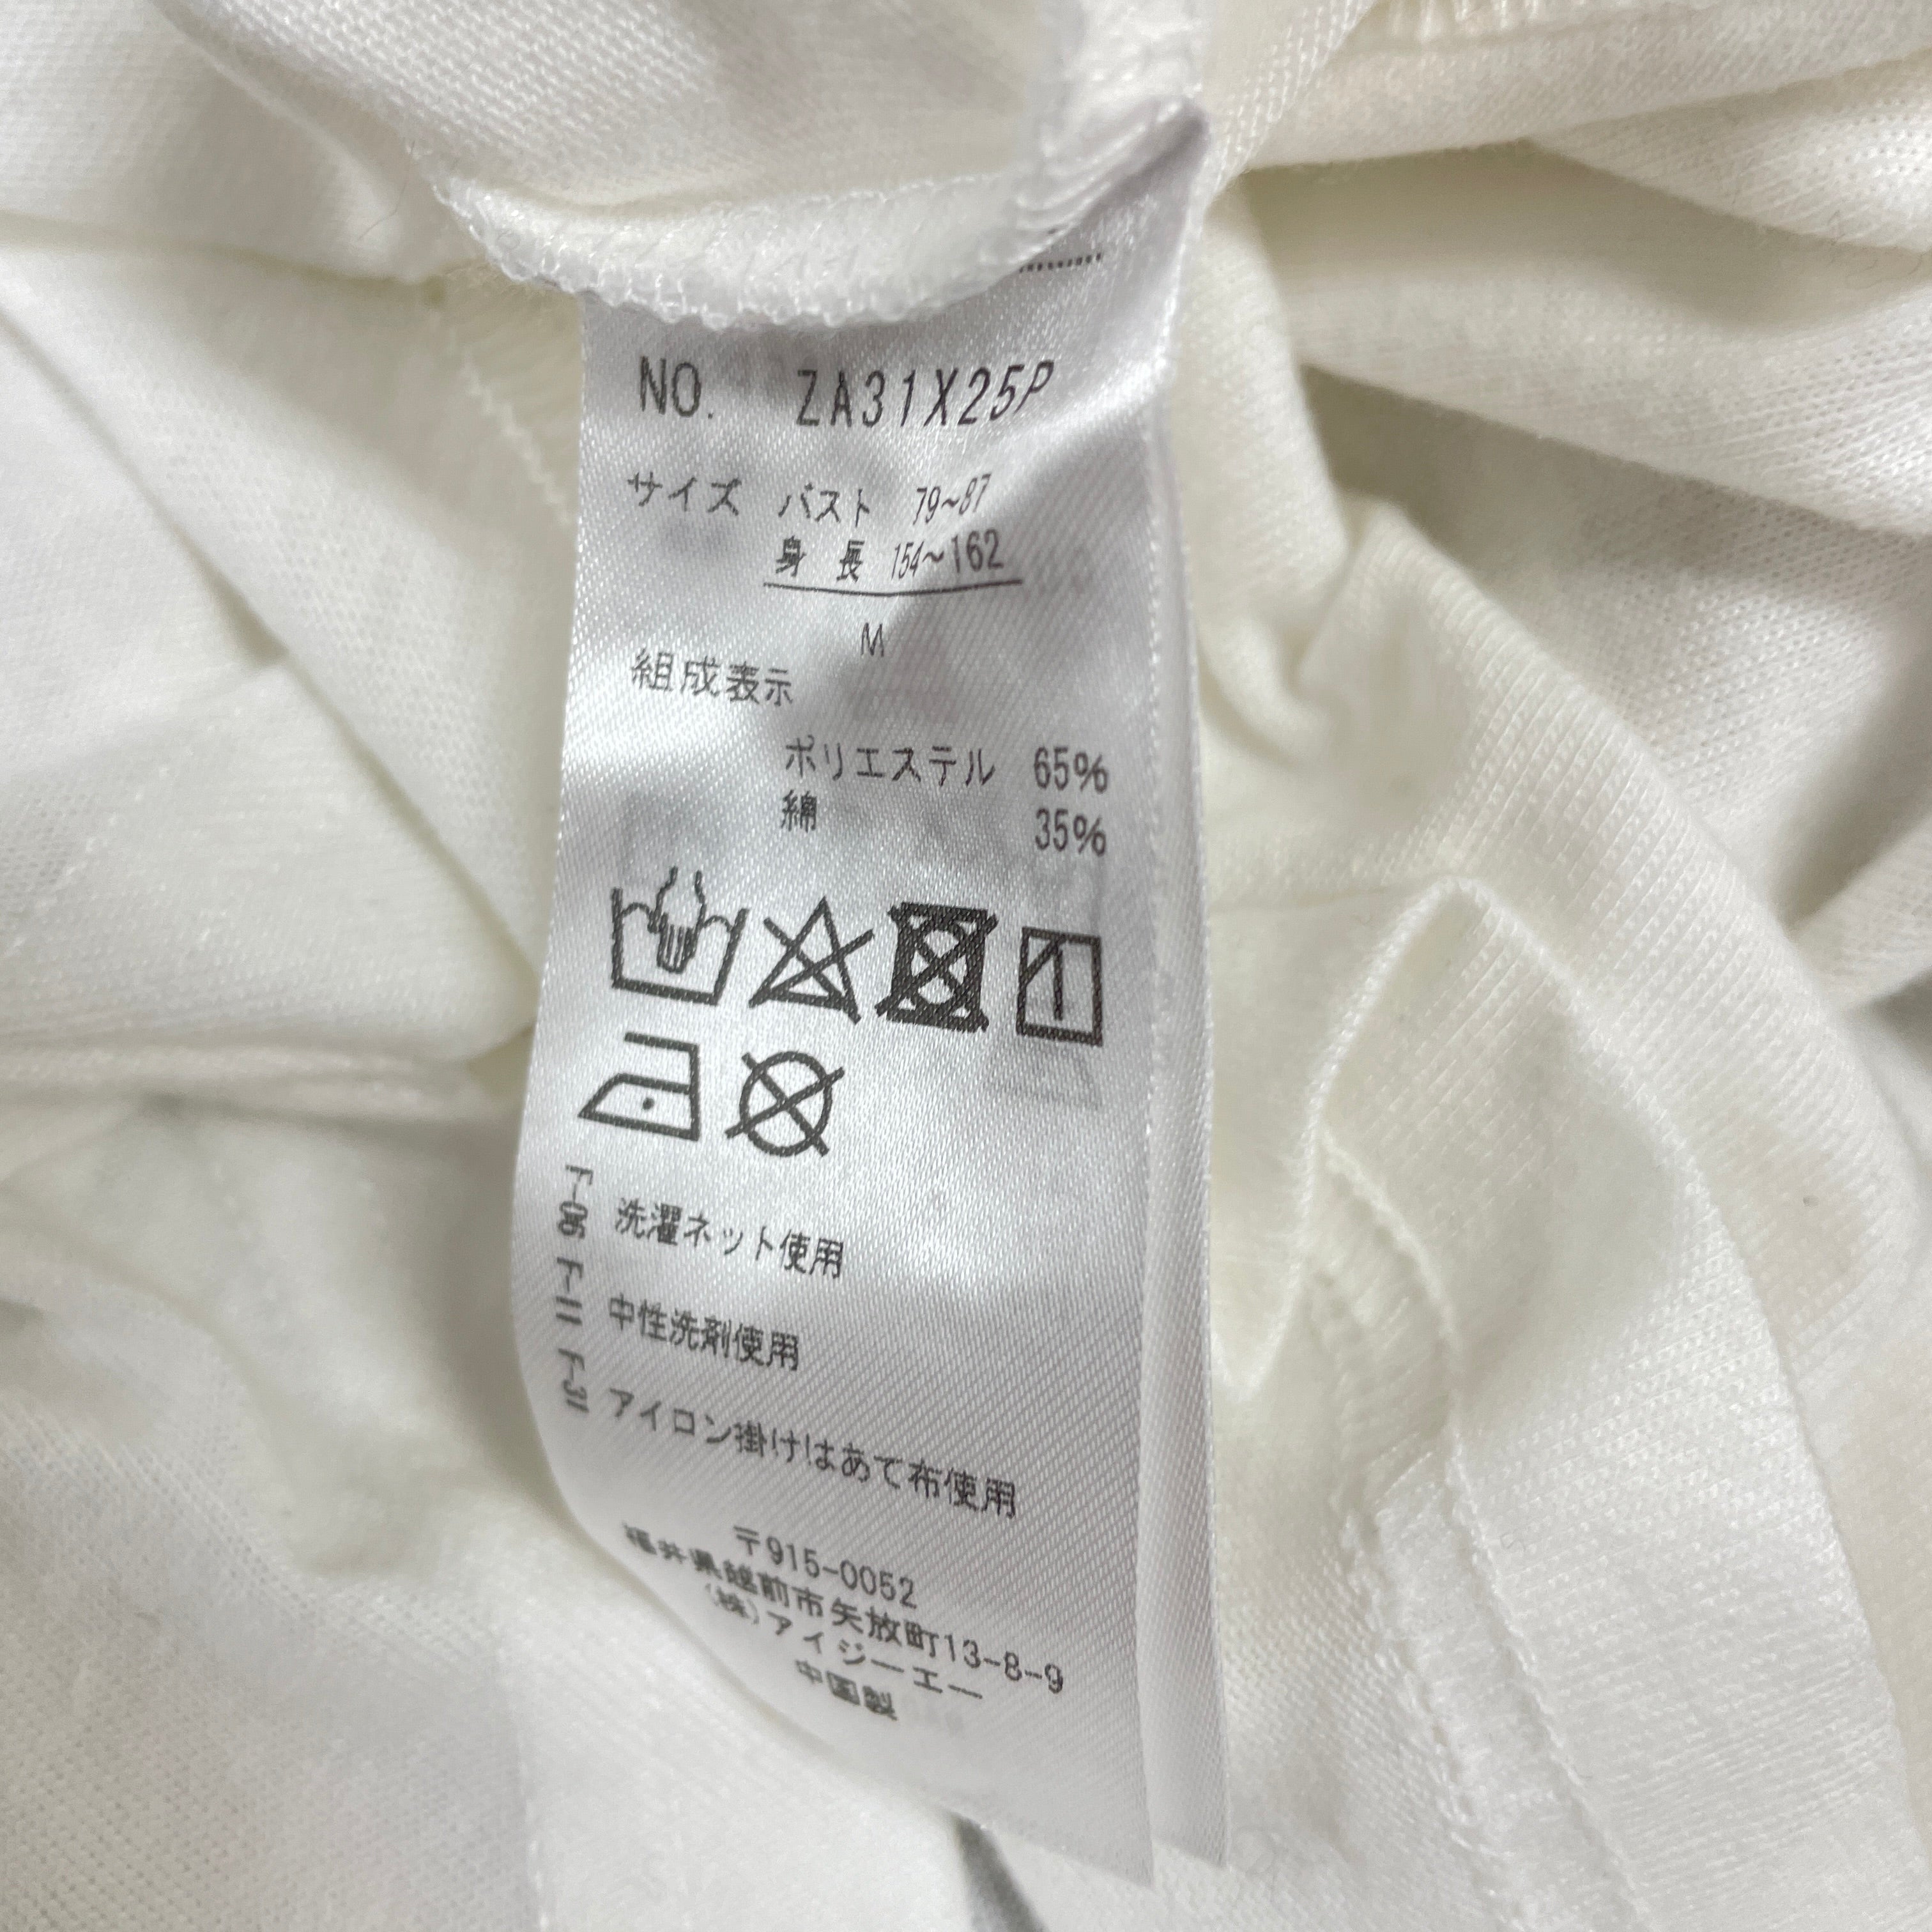 NO. ZA31X25P
サイズ バスト 79~87
身 長 154~162
M
組成表示
ポリエステル 65%
綿 35%
洗濯ネット使用
中性洗剤使用
アイロン掛けはあて布使用
〒915-0052
福井県越前市矢放町13-8-9
(株)アイジーエー
中国製